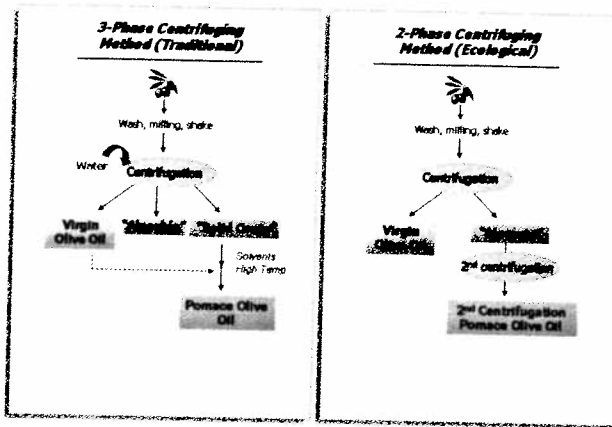 3-Phase Centrifuging
Method (Traditional)
Wash, milling, shake
Water
Centrifugation
Virgin
Olive Oil
Solvents
High Temp
Pomace Olive
Oil
2-Phase Centrifuging
Method (Ecological)
Wash, milling, shake
Centrifugation
Virgin
Olive Oil
2nd centrifugation
2nd Centrifugation
Pomace Olive Oil